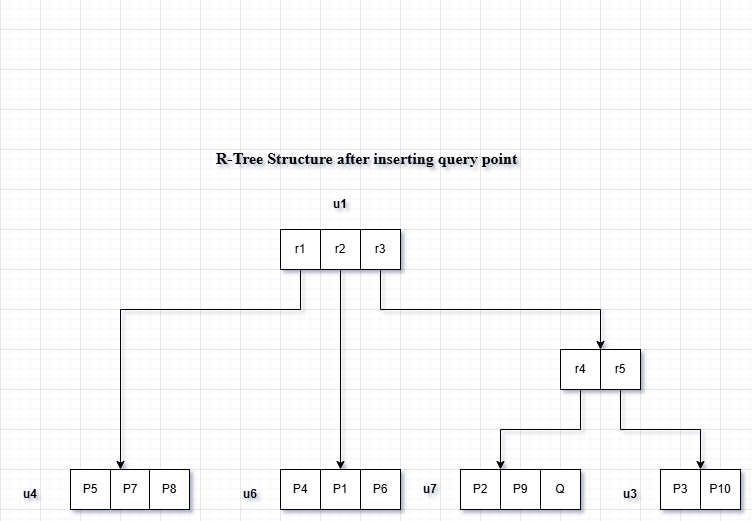 R-Tree Structure after inserting query point
u1
r1 r2 r3
r4 r5
u4 P5 P7 P8 u6 P4 P1 P6 u7 P2 P9 Q u3 P3 P10